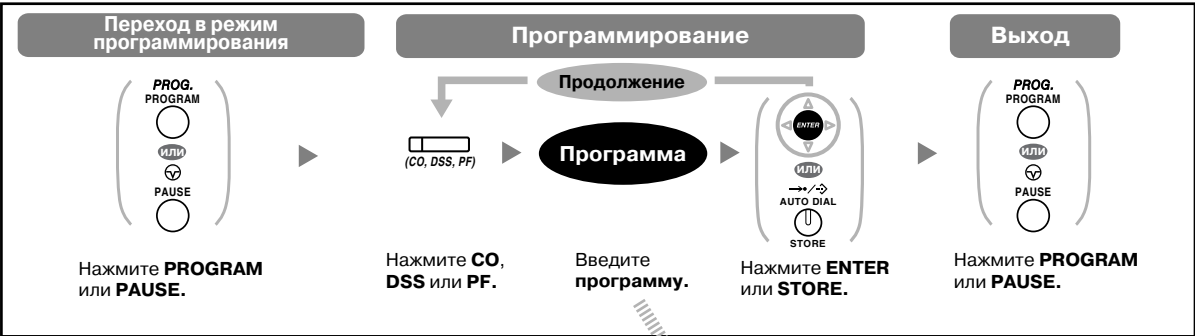 Переход в режим
программирования
Программирование
Выход
Продолжение
PROG.
PROGRAM
ИЛИ
PAUSE
(CO, DSS, PF)
Программа
ENTER
ИЛИ
AUTO DIAL
STORE
PROG.
PROGRAM
ИЛИ
PAUSE
Нажмите PROGRAM
или PAUSE.
Нажмите CO,
DSS или PF.
Введите
программу.
Нажмите ENTER
или STORE.
Нажмите PROGRAM
или PAUSE.